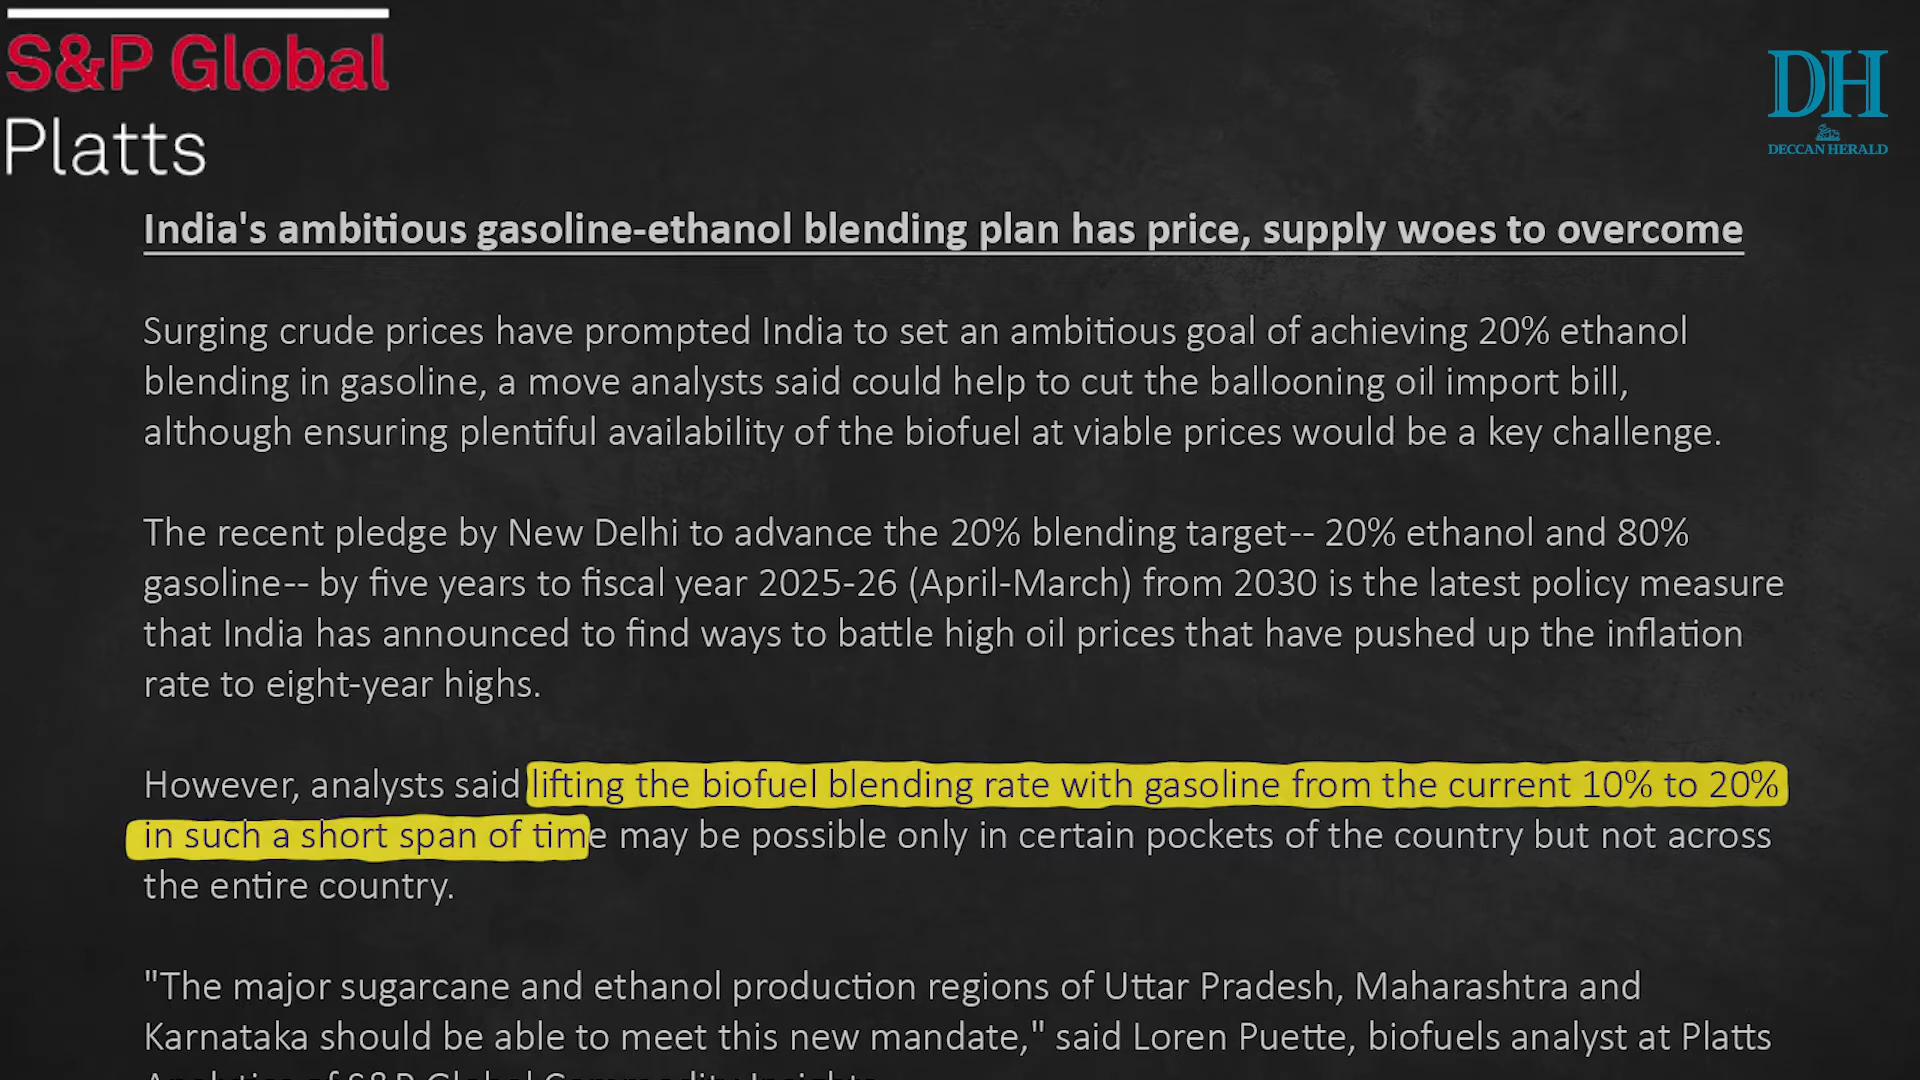 S&P Global
Platts
DH
DECCAN HERALD
India's ambitious gasoline-ethanol blending plan has price, supply woes to overcome
Surging crude prices have prompted India to set an ambitious goal of achieving 20% ethanol
blending in gasoline, a move analysts said could help to cut the ballooning oil import bill,
although ensuring plentiful availability of the biofuel at viable prices would be a key challenge.
The recent pledge by New Delhi to advance the 20% blending target-- 20% ethanol and 80%
gasoline-- by five years to fiscal year 2025-26 (April-March) from 2030 is the latest policy measure
that India has announced to find ways to battle high oil prices that have pushed up the inflation
rate to eight-year highs.
However, analysts said lifting the biofuel blending rate with gasoline from the current 10% to 20%
in such a short span of time may be possible only in certain pockets of the country but not across
the entire country.
"The major sugarcane and ethanol production regions of Uttar Pradesh, Maharashtra and
Karnataka should be able to meet this new mandate," said Loren Puette, biofuels analyst at Platts
Analytics of S&P Global Commodity Insights.